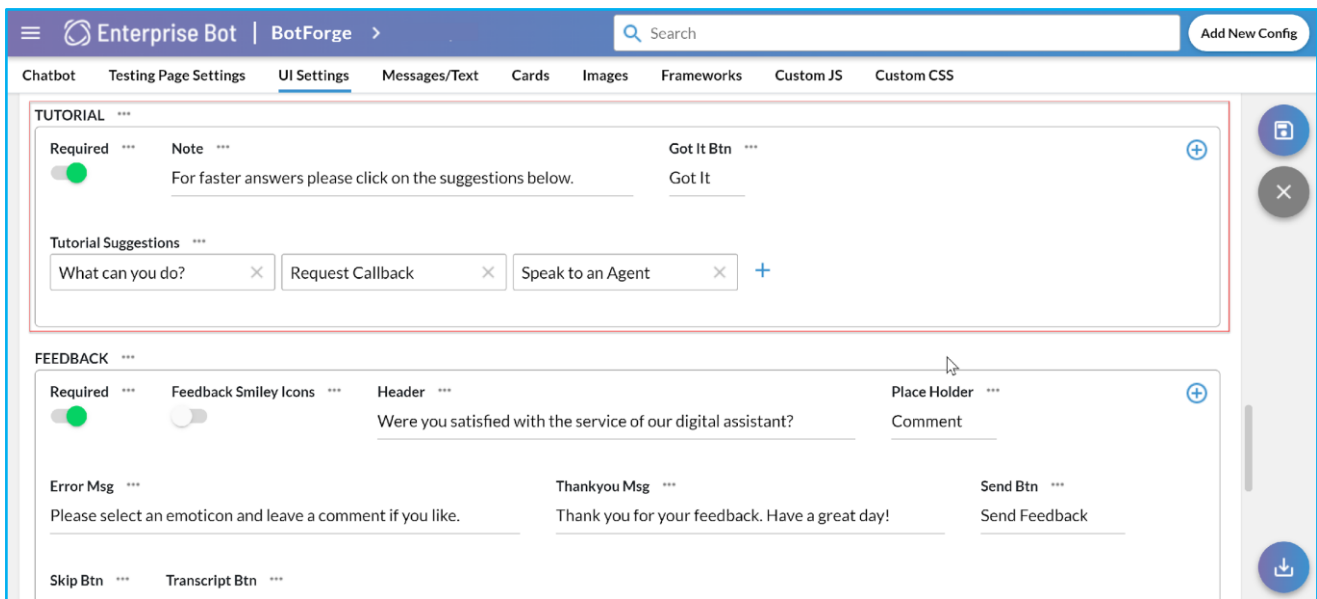 Enterprise Bot | BotForge >
Search
Add New Config
Chatbot Testing Page Settings UI Settings Messages/Text Cards Images Frameworks Custom JS Custom CSS
TUTORIAL ···
Required ··· Note ··· Got It Btn ···
For faster answers please click on the suggestions below. Got It
Tutorial Suggestions ···
What can you do? × Request Callback × Speak to an Agent × +
FEEDBACK ···
Required ··· Feedback Smiley Icons ··· Header ··· Place Holder ···
Were you satisfied with the service of our digital assistant? Comment
Error Msg ··· Thankyou Msg ··· Send Btn ···
Please select an emoticon and leave a comment if you like. Thank you for your feedback. Have a great day! Send Feedback
Skip Btn ··· Transcript Btn ···